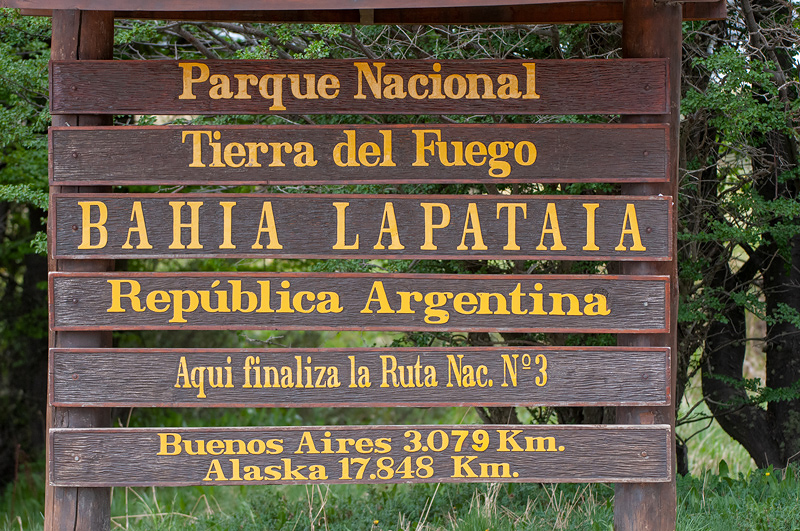 Parque Nacional
Tierra del Fuego
BAHIA LAPATAIA
República Argentina
Aqui finaliza la Ruta Nac. Nº3
Buenos Aires 3.079 Km.
Alaska 17.848 Km.